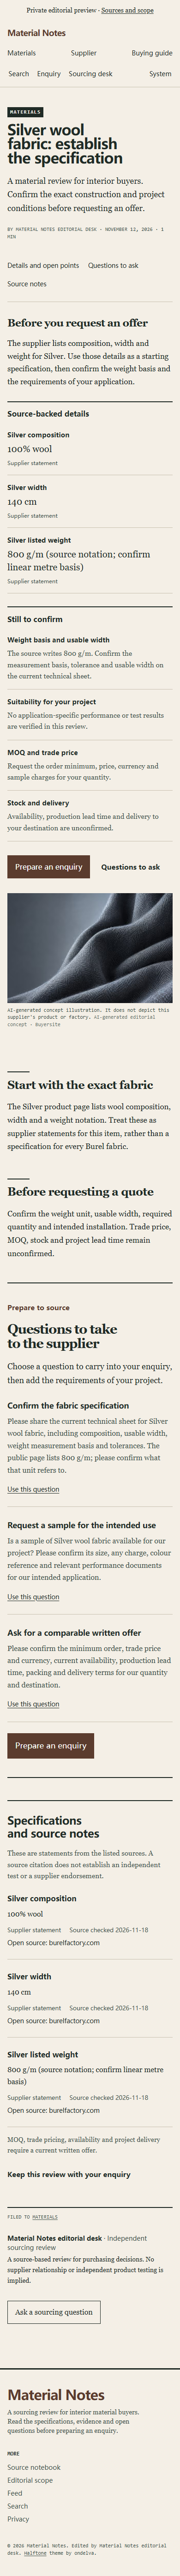 Private editorial preview · Sources and scope
Material Notes
Materials Supplier Buying guide
Search Enquiry Sourcing desk System
MATERIALS
Silver wool
fabric: establish
the specification
A material review for interior buyers.
Confirm the exact construction and project
conditions before requesting an offer.
BY MATERIAL NOTES EDITORIAL DESK · NOVEMBER 12, 2026 · 1
MIN
Details and open points Questions to ask
Source notes
Before you request an offer
The supplier lists composition, width and
weight for Silver. Use those details as a starting
specification, then confirm the weight basis and
the requirements of your application.
Source-backed details
Silver composition
100% wool
Supplier statement
Silver width
140 cm
Supplier statement
Silver listed weight
800 g/m (source notation; confirm
linear metre basis)
Supplier statement
Still to confirm
Weight basis and usable width
The source writes 800 g/m. Confirm the
measurement basis, tolerance and usable width on
the current technical sheet.
Suitability for your project
No application-specific performance or test results
are verified in this review.
MOQ and trade price
Request the order minimum, price, currency and
sample charges for your quantity.
Stock and delivery
Availability, production lead time and delivery to
your destination are unconfirmed.
Prepare an enquiry Questions to ask
AI-generated concept illustration. It does not depict this
supplier's product or factory. AI-generated editorial
concept · Buyersite
Start with the exact fabric
The Silver product page lists wool composition,
width and a weight notation. Treat these as
supplier statements for this item, rather than a
specification for every Burel fabric.
Before requesting a quote
Confirm the weight unit, usable width, required
quantity and intended installation. Trade price,
MOQ, stock and project lead time remain
unconfirmed.
Prepare to source
Questions to take
to the supplier
Choose a question to carry into your enquiry,
then add the requirements of your project.
Confirm the fabric specification
Please share the current technical sheet for Silver
wool fabric, including composition, usable width,
weight measurement basis and tolerances. The
public page lists 800 g/m; please confirm what
that unit refers to.
Use this question
Request a sample for the intended use
Is a sample of Silver wool fabric available for our
project? Please confirm its size, any charge, colour
reference and relevant performance documents
for our intended application.
Use this question
Ask for a comparable written offer
Please confirm the minimum order, trade price
and currency, current availability, production lead
time, packing and delivery terms for our quantity
and destination.
Use this question
Prepare an enquiry
Specifications
and source notes
These are statements from the listed sources. A
source citation does not establish an independent
test or a supplier endorsement.
Silver composition
100% wool
Supplier statement Source checked 2026-11-18
Open source: burelfactory.com
Silver width
140 cm
Supplier statement Source checked 2026-11-18
Open source: burelfactory.com
Silver listed weight
800 g/m (source notation; confirm linear metre
basis)
Supplier statement Source checked 2026-11-18
Open source: burelfactory.com
MOQ, trade pricing, availability and project delivery
require a current written offer.
Keep this review with your enquiry
FILED TO MATERIALS
Material Notes editorial desk · Independent
sourcing review
A source-based review for purchasing decisions. No
supplier relationship or independent product testing is
implied.
Ask a sourcing question
Material Notes
A sourcing review for interior material buyers.
Read the specifications, evidence and open
questions before preparing an enquiry.
MORE
Source notebook
Editorial scope
Feed
Search
Privacy
© 2026 Material Notes. Edited by Material Notes editorial
desk. Halftone theme by ondelva.